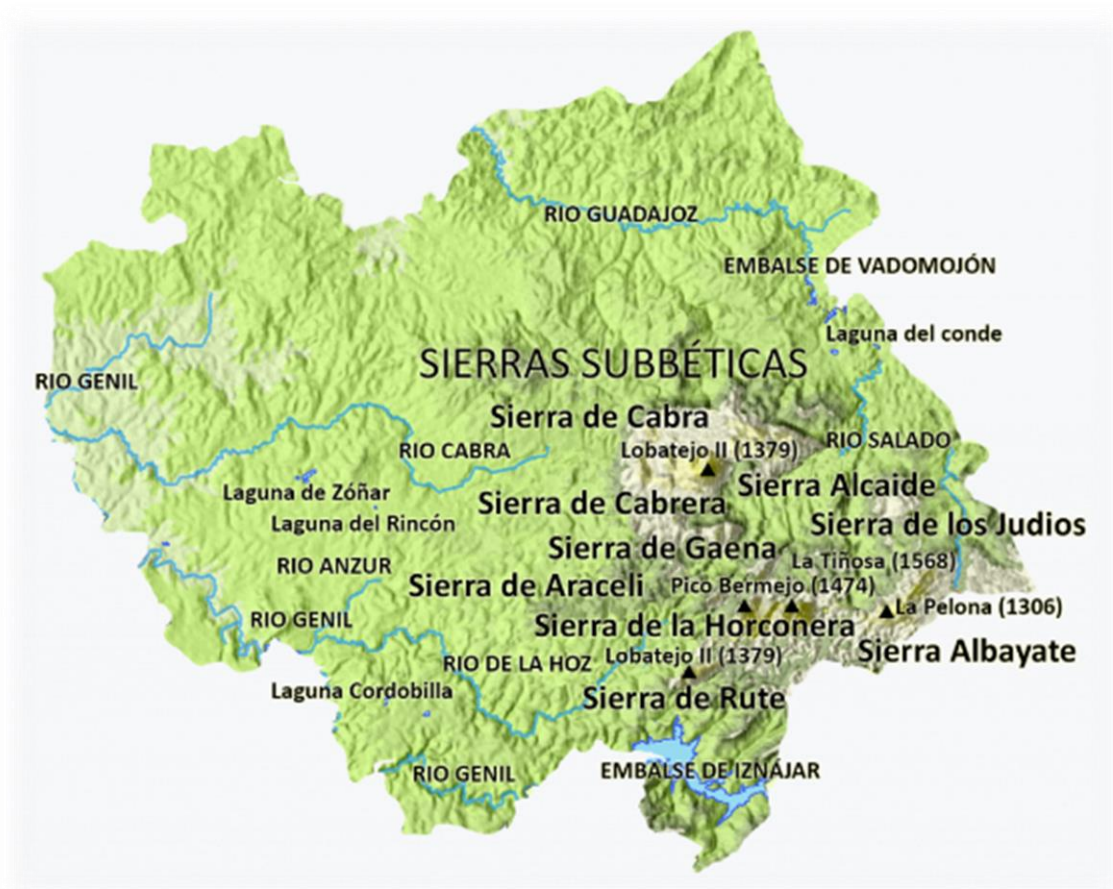 RIO GUADAJOZ
EMBALSE DE VADOMOJÓN
Laguna del conde
SIERRAS SUBBÉTICAS
RIO GENIL
Sierra de Cabra
RIO CABRA
Lobatejo II (1379)
RIO SALADO
Laguna de Zóñar
Sierra de Cabrera
Sierra Alcaide
Laguna del Rincón
Sierra de los Judios
Sierra de Gaena
La Tiñosa (1568)
RIO ANZUR
Sierra de Araceli
Pico Bermejo (1474)
La Pelona (1306)
RIO GENIL
Sierra de la Horconera
Sierra Albayate
RIO DE LA HOZ
Lobatejo II (1379)
Laguna Cordobilla
Sierra de Rute
RIO GENIL
EMBALSE DE IZNÁJAR